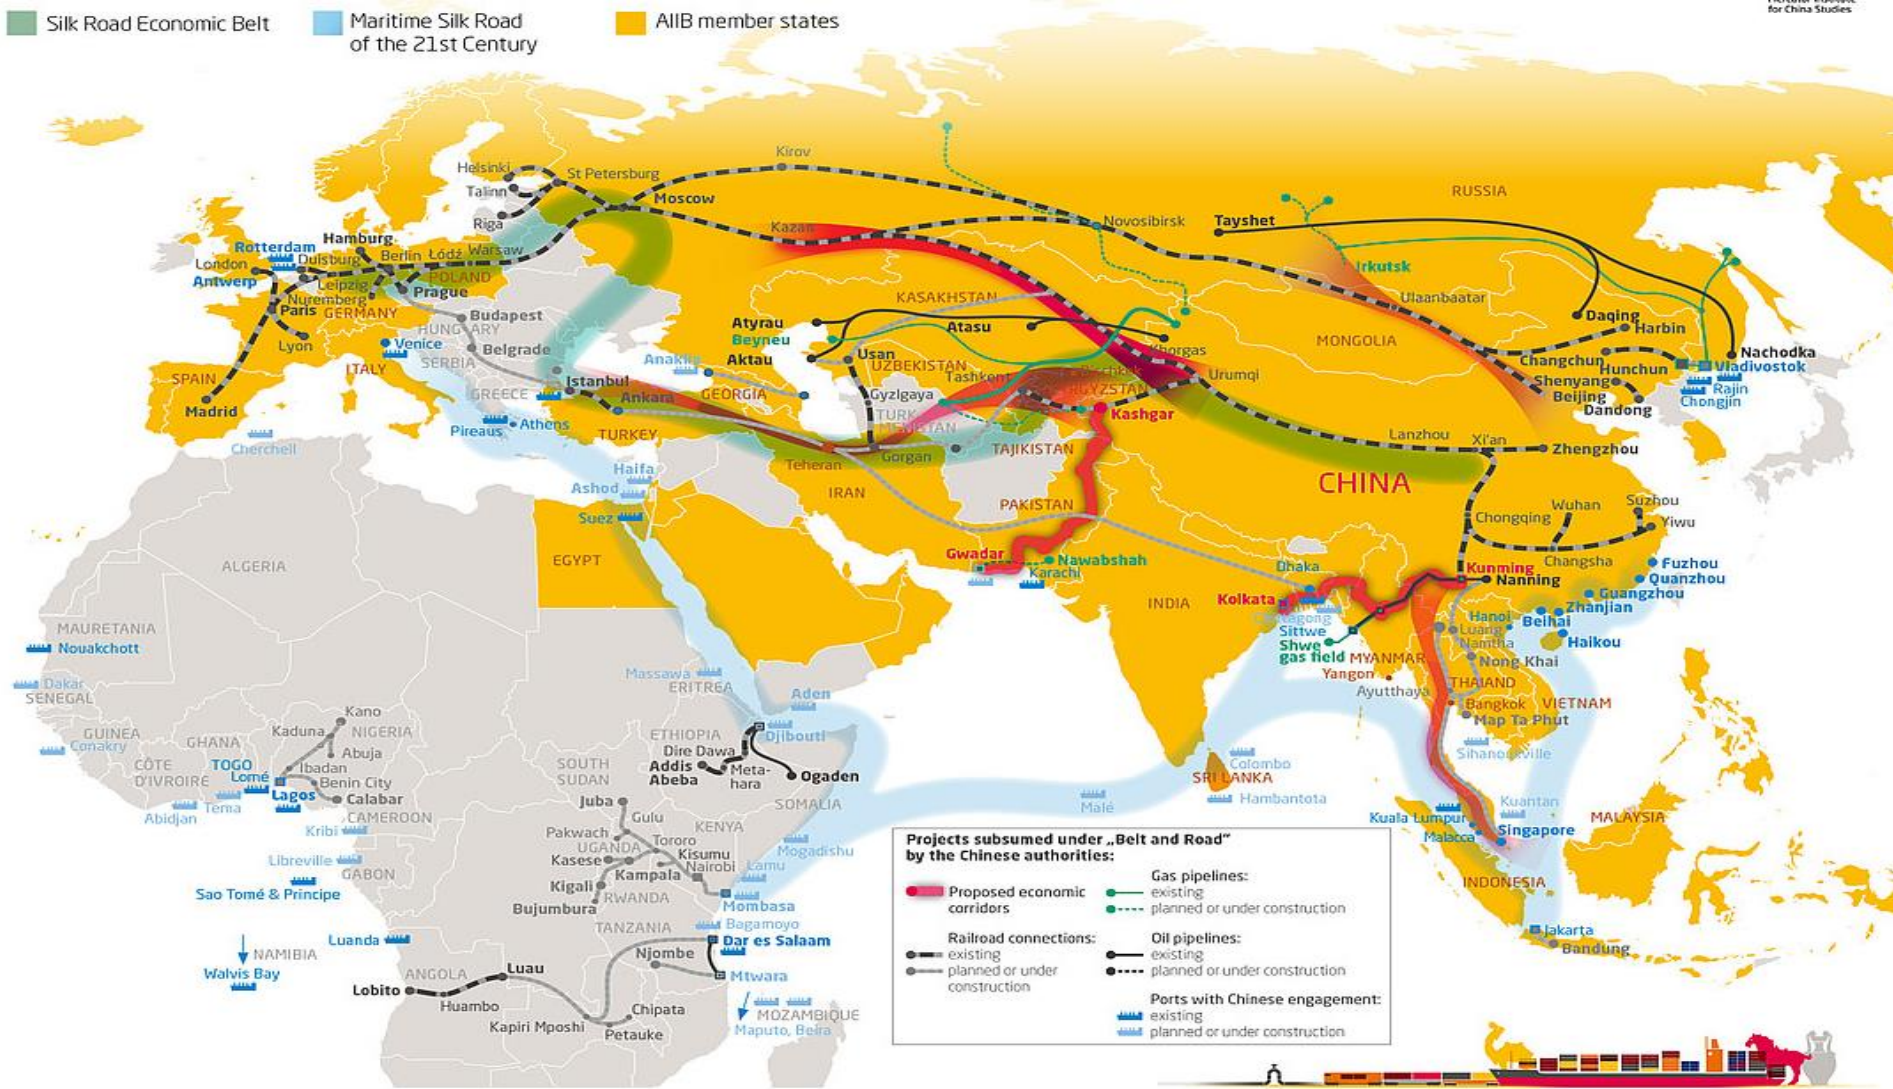 Silk Road Economic Belt
Maritime Silk Road
of the 21st Century
AIIB member states
for China Studies
Kirov
Helsinki
St Petersburg
Talinn
Moscow
Riga
RUSSIA
Kazan
Novosibirsk
Tayshet
Hamburg
Rotterdam
Duisburg
Berlin
Łódź
Warsaw
London
Antwerp
Leipzig
POLAND
Prague
Nuremberg
Paris
GERMANY
Irkutsk
KASAKHSTAN
Ulaanbaatar
Budapest
HUNGARY
Lyon
Venice
Belgrade
SERBIA
Atyrau
Beyneu
Atasu
Aktau
Usan
UZBEKISTAN
Khorgas
MONGOLIA
Daqing
Harbin
Changchun
Hunchun
Nachodka
Vladivostok
ITALY
SPAIN
Madrid
GREECE
Istanbul
Ankara
Anaklia
GEORGIA
Tashkent
Bischkek
KYRGYZSTAN
Urumqi
Shenyang
Beijing
Dandong
Rajin
Chongjin
Gyzlgaya
TURK
MENISTAN
Kashgar
Pireaus
Athens
TURKEY
Cherchell
Teheran
Gorgan
TAJIKISTAN
Lanzhou
Xi'an
Zhengzhou
Haifa
Ashod
Suez
IRAN
PAKISTAN
CHINA
Wuhan
Suzhou
Chongqing
Yiwu
EGYPT
ALGERIA
Gwadar
Nawabshah
Karachi
Dhaka
Changsha
Fuzhou
Kunming
Nanning
Quanzhou
Guangzhou
INDIA
Kolkata
Chittagong
Sittwe
Shwe
gas field
Hanoi
Zhanjian
Beihai
Haikou
Luang
Namtha
Nong Khai
MYANMAR
Yangon
MAURETANIA
Nouakchott
Dakar
SENEGAL
Massawa
ERITREA
Aden
Ayutthaya
THAILAND
Bangkok
Map Ta Phut
VIETNAM
Kano
Kaduna
NIGERIA
GUINEA
Conakry
GHANA
Abuja
ETHIOPIA
Djibouti
Dire Dawa
Addis
Abeba
Meta-
hara
Ogaden
Sihanoukville
CÔTE
D'IVROIRE
TOGO
Lomé
Ibadan
Benin City
Lagos
Calabar
SOUTH
SUDAN
Colombo
SRI LANKA
Hambantota
Abidjan
Tema
CAMEROON
Kribi
Juba
Gulu
SOMALIA
Malé
Kuala Lumpur
Malacca
Kuantan
Singapore
MALAYSIA
Pakwach
UGANDA
Tororo
KENYA
Kasese
Kisumu
Nairobi
Kampala
Lamu
Mogadishu
Libreville
GABON
Sao Tomé & Principe
Kigali
RWANDA
Bujumbura
Mombasa
Bagamoyo
INDONESIA
TANZANIA
Dar es Salaam
Jakarta
Bandung
Luanda
NAMIBIA
Walvis Bay
Njombe
Mtwara
ANGOLA
Luau
Lobito
Huambo
Kapiri Mposhi
Chipata
Petauke
MOZAMBIQUE
Maputo, Beira
Projects subsumed under „Belt and Road"
by the Chinese authorities:
Proposed economic
corridors
Railroad connections:
existing
planned or under
construction
Gas pipelines:
existing
planned or under construction
Oil pipelines:
existing
planned or under construction
Ports with Chinese engagement:
existing
planned or under construction